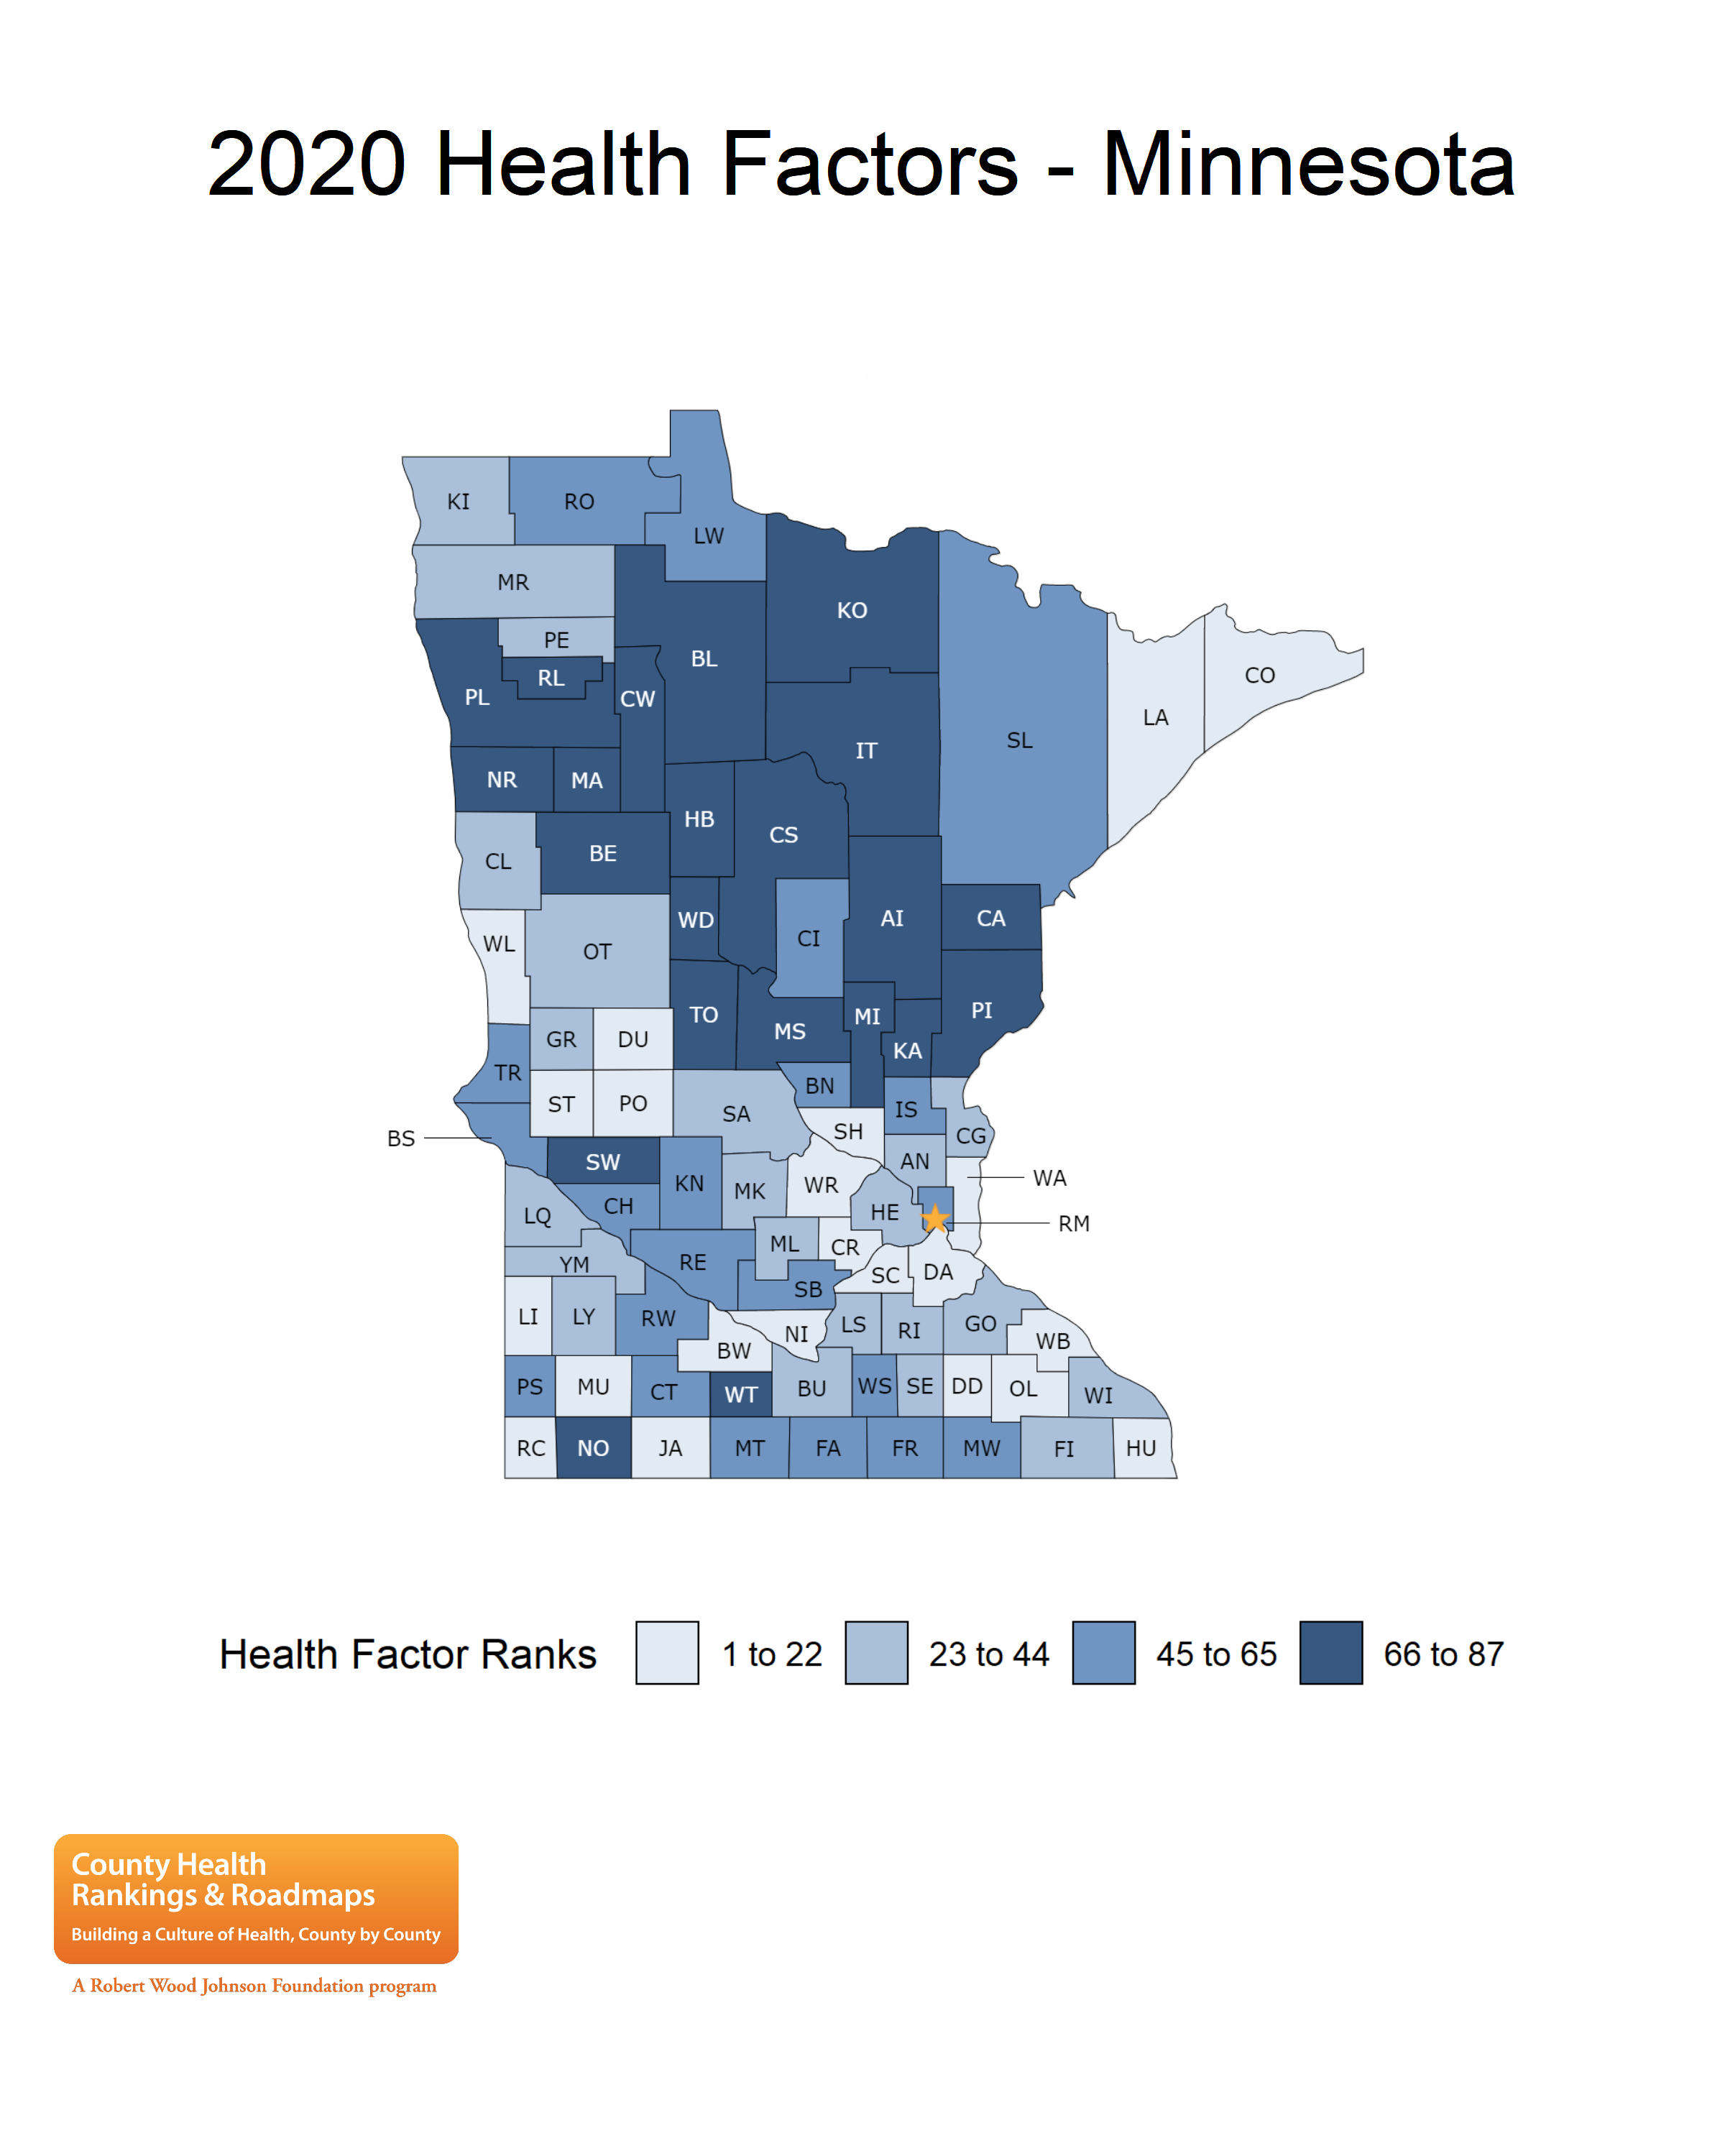 2020 Health Factors - Minnesota
KI
RO
LW
MR
KO
PE
BL
RL
CO
PL
CW
LA
SL
IT
NR
MA
HB
CS
BE
CL
WD
AI
CA
CI
WL
OT
PI
TO
MI
MS
GR
DU
KA
TR
BN
ST
PO
IS
SA
SH
CG
BS
SW
AN
WA
KN
WR
MK
CH
HE
LQ
RM
ML
CR
YM
RE
SC
DA
SB
LI
LY
RW
LS
GO
RI
NI
WB
BW
PS
MU
CT
WT
BU
WS
SE
DD
OL
WI
RC
NO
JA
MT
FA
FR
MW
FI
HU
Health Factor Ranks 1 to 22 23 to 44 45 to 65 66 to 87
County Health
Rankings & Roadmaps
Building a Culture of Health, County by County
A Robert Wood Johnson Foundation program